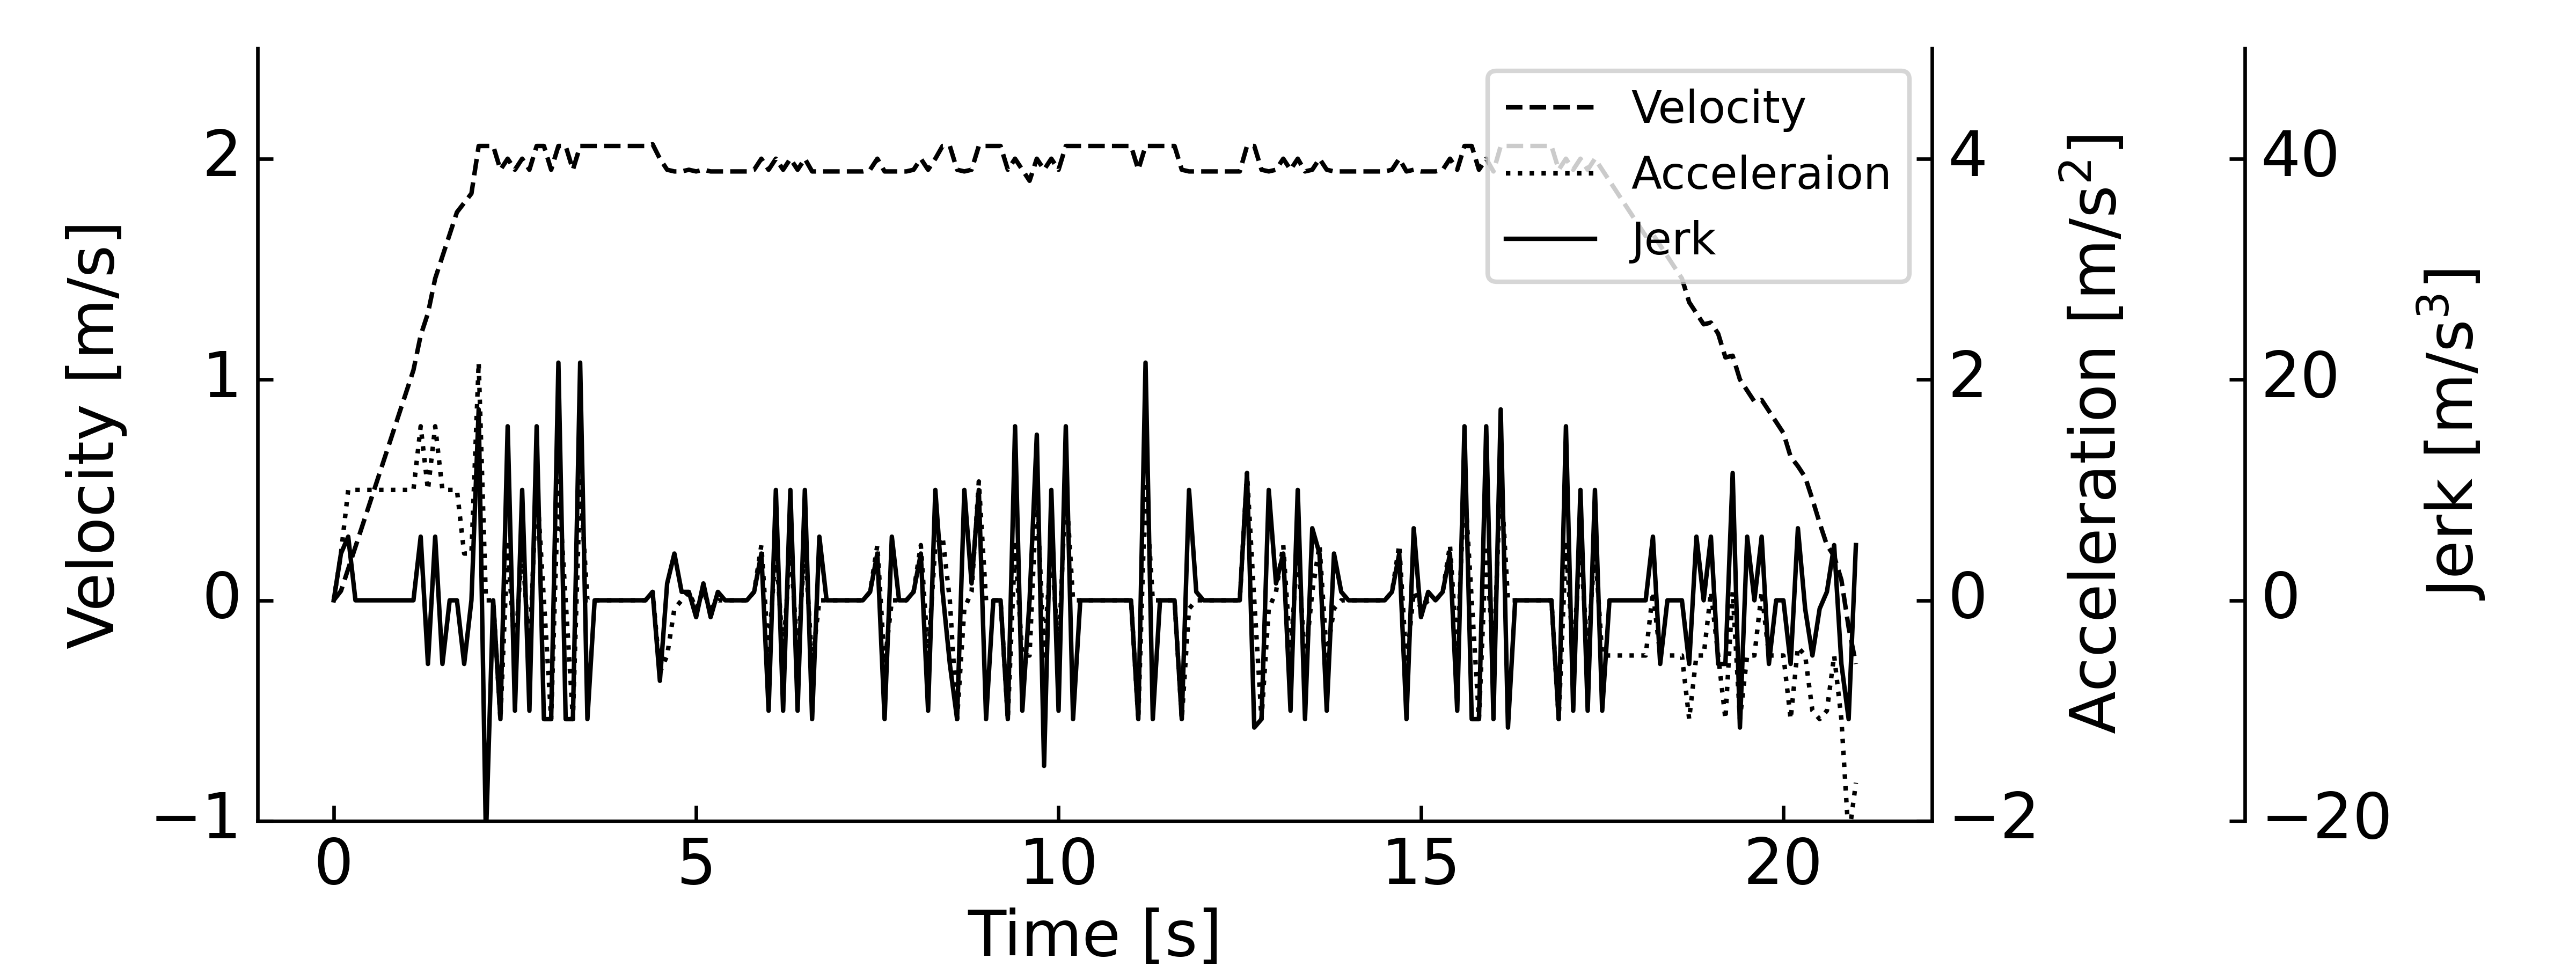 Velocity [m/s]
2
1
0
−1
0 5 10 15 20
Time [s]
Velocity
Acceleraion
Jerk
4
2
0
−2
Acceleration [m/s²]
40
20
0
−20
Jerk [m/s³]